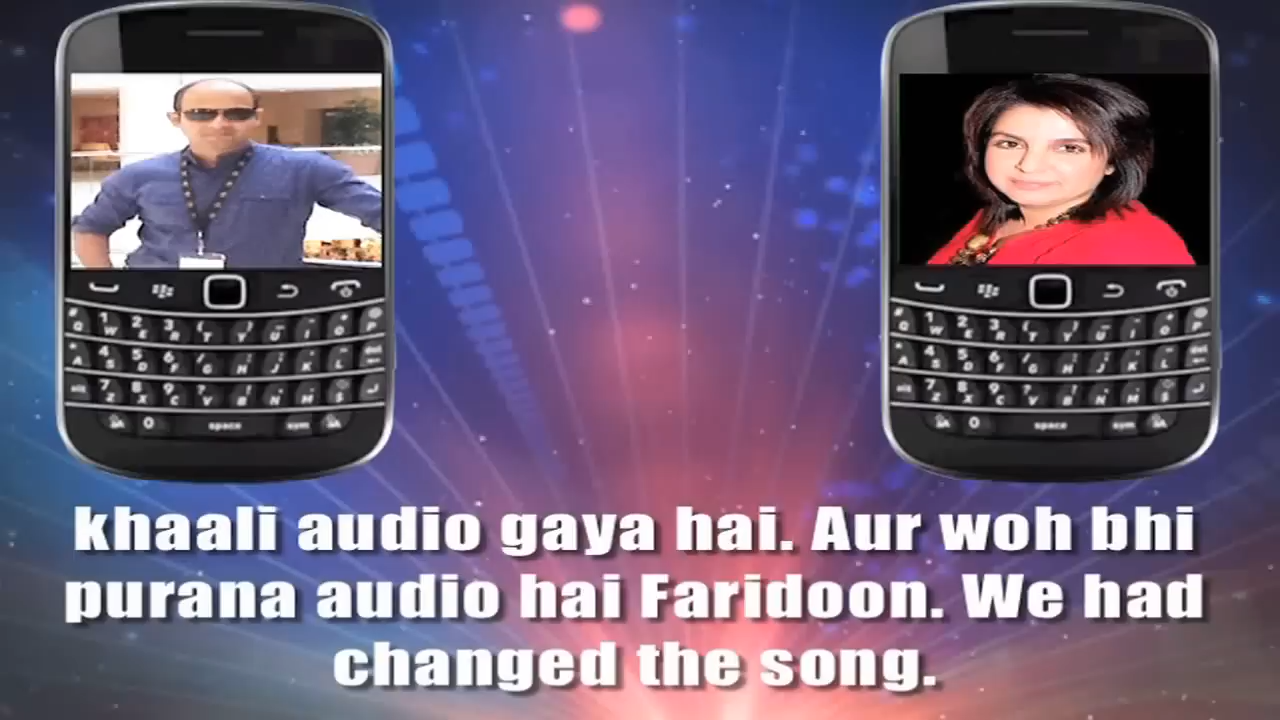 khaali audio gaya hai. Aur woh bhi
purana audio hai Faridoon. We had
changed the song.